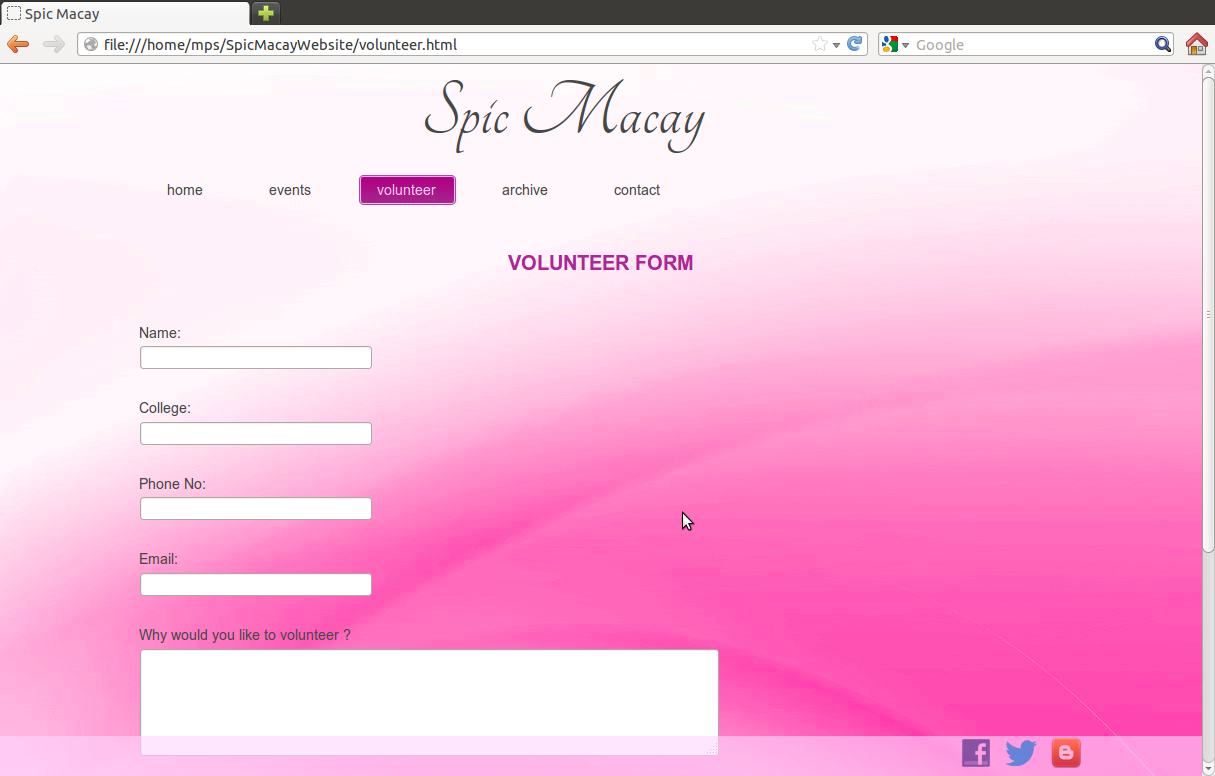 Spic Macay
file:///home/mps/SpicMacayWebsite/volunteer.html
Google
Spic Macay
home events volunteer archive contact
VOLUNTEER FORM
Name:
College:
Phone No:
Email:
Why would you like to volunteer ?